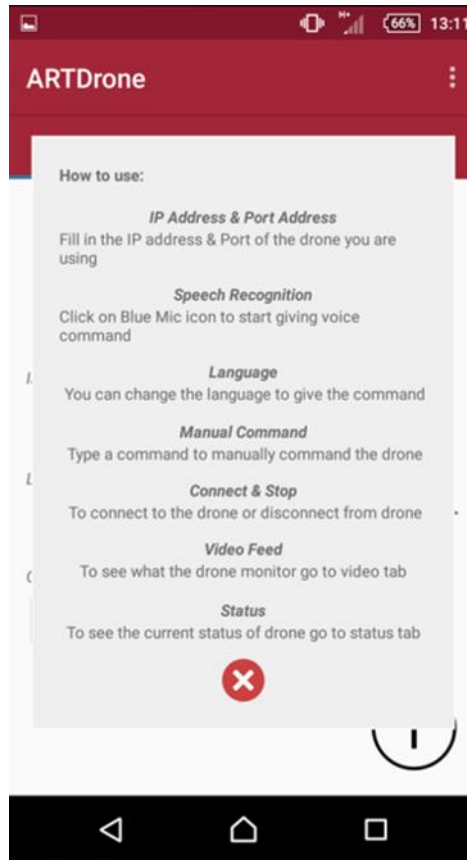 H+ 66% 13:11
ARTDrone
How to use:
IP Address & Port Address
Fill in the IP address & Port of the drone you are
using
Speech Recognition
Click on Blue Mic icon to start giving voice
command
Language
You can change the language to give the command
Manual Command
Type a command to manually command the drone
Connect & Stop
To connect to the drone or disconnect from drone
Video Feed
To see what the drone monitor go to video tab
Status
To see the current status of drone go to status tab